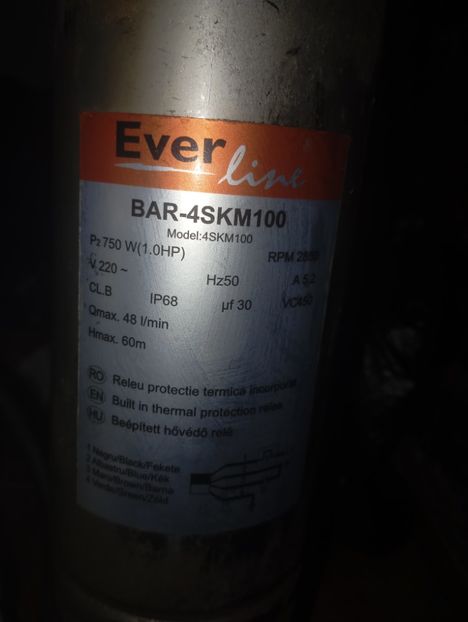 Ever line
BAR-4SKM100
Model:4SKM100
P2 750 W(1.0HP) RPM
V 220 ~ Hz50 A 5,2
CL.B IP68 µf 30 VC450
Qmax. 48 l/min
Hmax. 60m
RO Releu protectie termica incorporat
EN Built in thermal protection relee
HU Beépített hővédő relé
1 Negru/Black/Fekete
2 Albastru/Blue/Kék
3 Maro/Brown/Barna
4 Verde/Green/Zöld